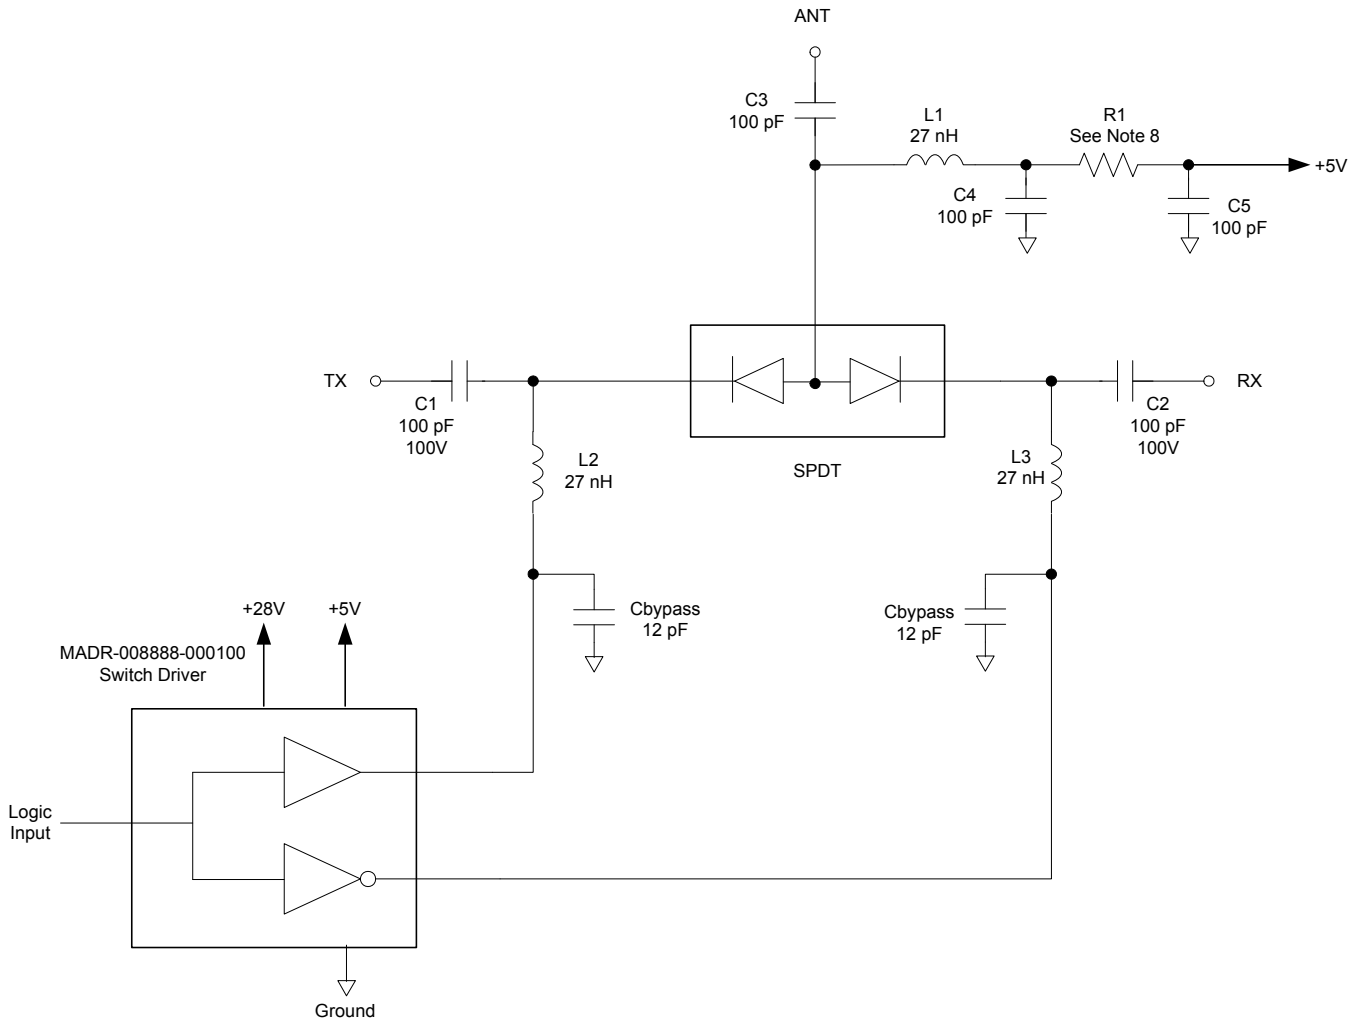 ANT
C3
100 pF
L1
27 nH
R1
See Note 8
+5V
C4
100 pF
C5
100 pF
TX
C1
100 pF
100V
RX
C2
100 pF
100V
SPDT
L2
27 nH
L3
27 nH
Cbypass
12 pF
Cbypass
12 pF
+28V
+5V
MADR-008888-000100
Switch Driver
Logic
Input
Ground